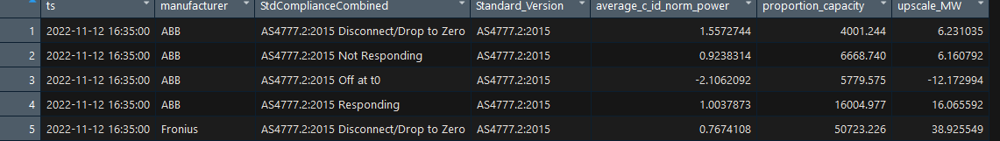 ts manufacturer StdComplianceCombined Standard_Version average_c_id_norm_power proportion_capacity upscale_MW
1 2022-11-12 16:35:00 ABB AS4777.2:2015 Disconnect/Drop to Zero AS4777.2:2015 1.5572744 4001.244 6.231035
2 2022-11-12 16:35:00 ABB AS4777.2:2015 Not Responding AS4777.2:2015 0.9238314 6668.740 6.160792
3 2022-11-12 16:35:00 ABB AS4777.2:2015 Off at t0 AS4777.2:2015 -2.1062092 5779.575 -12.172994
4 2022-11-12 16:35:00 ABB AS4777.2:2015 Responding AS4777.2:2015 1.0037873 16004.977 16.065592
5 2022-11-12 16:35:00 Fronius AS4777.2:2015 Disconnect/Drop to Zero AS4777.2:2015 0.7674108 50723.226 38.925549